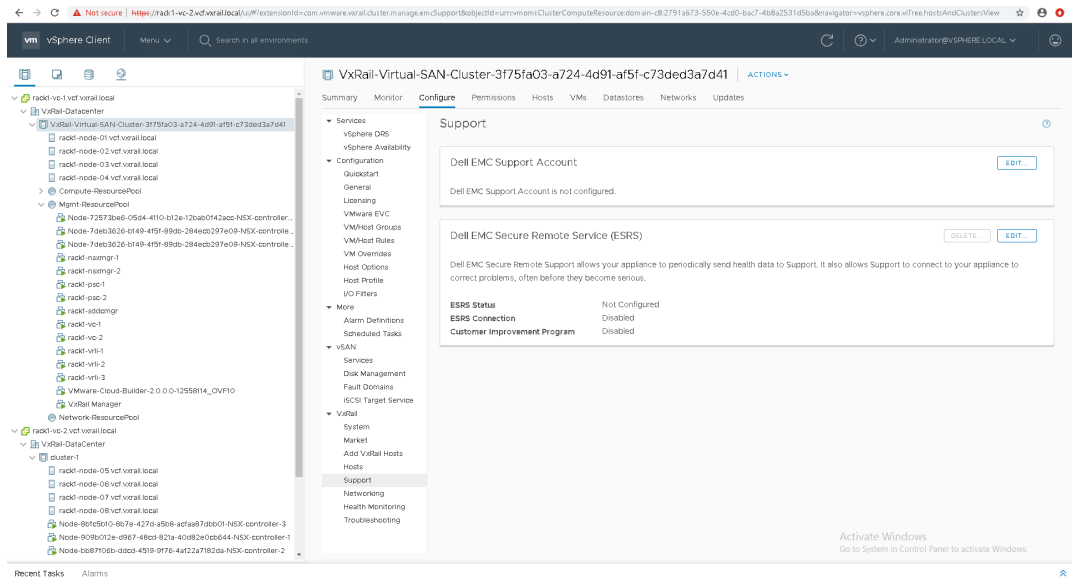 Not secure | https://rack1-vc-2.vcf.vxrail.local/ui/#?extensionId=com.vmware.vxrail.cluster.manage.emcSupport&objectId=urn:vmomi:ClusterComputeResource:domain-c8:2791a673-550e-4cd0-bac7-4b8a2531d5ba&navigator=vsphere.core.viTree.hostsAndClustersView
vm vSphere Client Menu Search in all environments Administrator@VSPHERE.LOCAL
VxRail-Virtual-SAN-Cluster-3f75fa03-a724-4d91-af5f-c73ded3a7d41 ACTIONS
Summary Monitor Configure Permissions Hosts VMs Datastores Networks Updates
rack1-vc-1.vcf.vxrail.local
VxRail-Datacenter
VxRail-Virtual-SAN-Cluster-3f75fa03-a724-4d91-af5f-c73ded3a7d41
rack1-node-01.vcf.vxrail.local
rack1-node-02.vcf.vxrail.local
rack1-node-03.vcf.vxrail.local
rack1-node-04.vcf.vxrail.local
Compute-ResourcePool
Mgmt-ResourcePool
Node-72573be6-05d4-4110-b12e-12bab0f42acc-NSX-controller...
Node-7deb3626-b149-4f5f-89db-284ecb297e09-NSX-controlle...
Node-7deb3626-b149-4f5f-89db-284ecb297e09-NSX-controlle...
rack1-nsxmgr-1
rack1-nsxmgr-2
rack1-psc-1
rack1-psc-2
rack1-sddcmgr
rack1-vc-1
rack1-vc-2
rack1-vrli-1
rack1-vrli-2
rack1-vrli-3
VMware-Cloud-Builder-2.0.0.0-12558114_OVF10
VxRail Manager
Network-ResourcePool
rack1-vc-2.vcf.vxrail.local
VxRail-DataCenter
cluster-1
rack1-node-05.vcf.vxrail.local
rack1-node-06.vcf.vxrail.local
rack1-node-07.vcf.vxrail.local
rack1-node-08.vcf.vxrail.local
Node-8bfc5b10-8b7e-427d-a5b8-acfaa87dbb01-NSX-controller-3
Node-909b012e-d967-48cd-821a-40d82e0cb644-NSX-controller-1
Node-bb87f06b-ddcd-4519-9f76-4a122a7182da-NSX-controller-2
Services
vSphere DRS
vSphere Availability
Configuration
Quickstart
General
Licensing
VMware EVC
VM/Host Groups
VM/Host Rules
VM Overrides
Host Options
Host Profile
I/O Filters
More
Alarm Definitions
Scheduled Tasks
vSAN
Services
Disk Management
Fault Domains
iSCSI Target Service
VxRail
System
Market
Add VxRail Hosts
Hosts
Support
Networking
Health Monitoring
Troubleshooting
Support
Dell EMC Support Account EDIT...
Dell EMC Support Account is not configured.
Dell EMC Secure Remote Service (ESRS) DELETE... EDIT...
Dell EMC Secure Remote Support allows your appliance to periodically send health data to Support. It also allows Support to connect to your appliance to
correct problems, often before they become serious.
ESRS Status Not Configured
ESRS Connection Disabled
Customer Improvement Program Disabled
Activate Windows
Go to System in Control Panel to activate Windows.
Recent Tasks Alarms